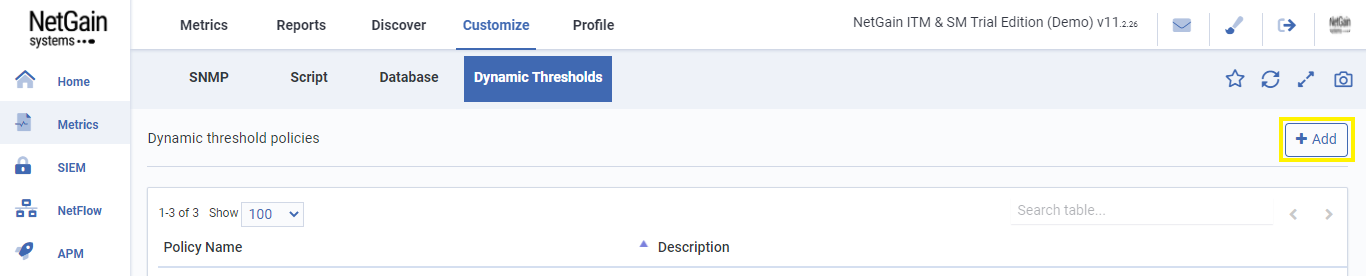 NetGain
systems
Metrics Reports Discover Customize Profile
NetGain ITM & SM Trial Edition (Demo) v11.2.26
NetGain
systems
Home
Metrics
SIEM
NetFlow
APM
SNMP Script Database Dynamic Thresholds
Dynamic threshold policies
+ Add
1-3 of 3 Show 100
Search table...
Policy Name Description